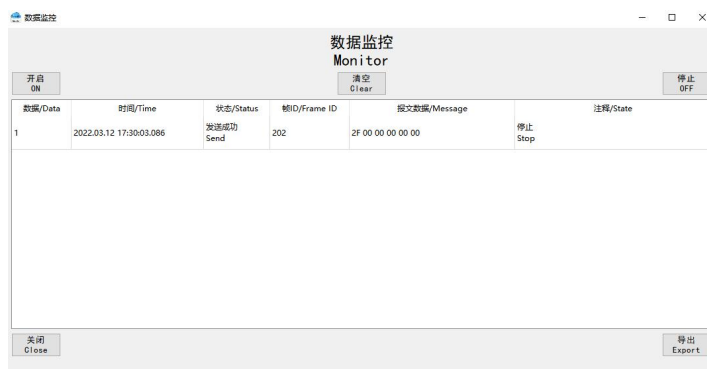 数据监控
数据监控
Monitor
开启
ON
清空
Clear
停止
OFF
数据/Data 时间/Time 状态/Status 帧ID/Frame ID 报文数据/Message 注释/State
1 2022.03.12 17:30:03.086 发送成功 Send 202 2F 00 00 00 00 00 停止 Stop
关闭
Close
导出
Export